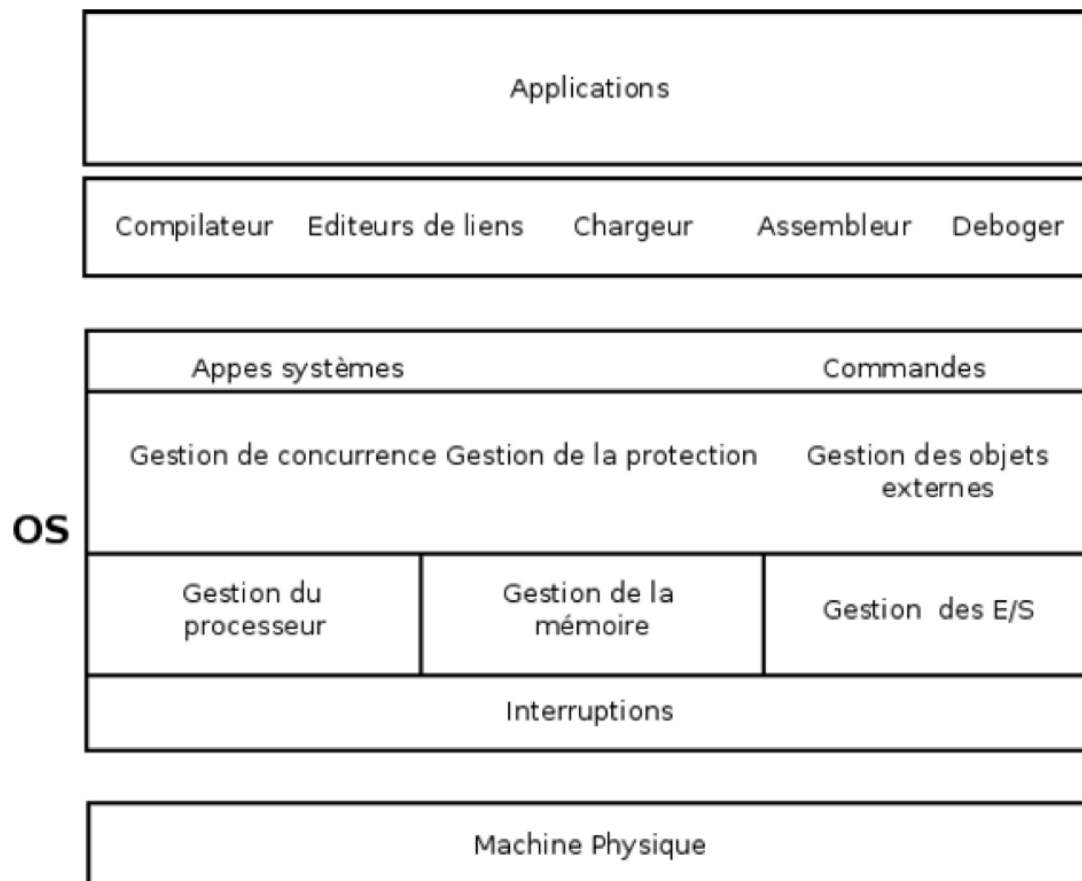 Applications
Compilateur Editeurs de liens Chargeur Assembleur Deboger
Appes systèmes Commandes
Gestion de concurrence Gestion de la protection Gestion des objets
externes
OS
Gestion du Gestion de la
processeur mémoire Gestion des E/S
Interruptions
Machine Physique